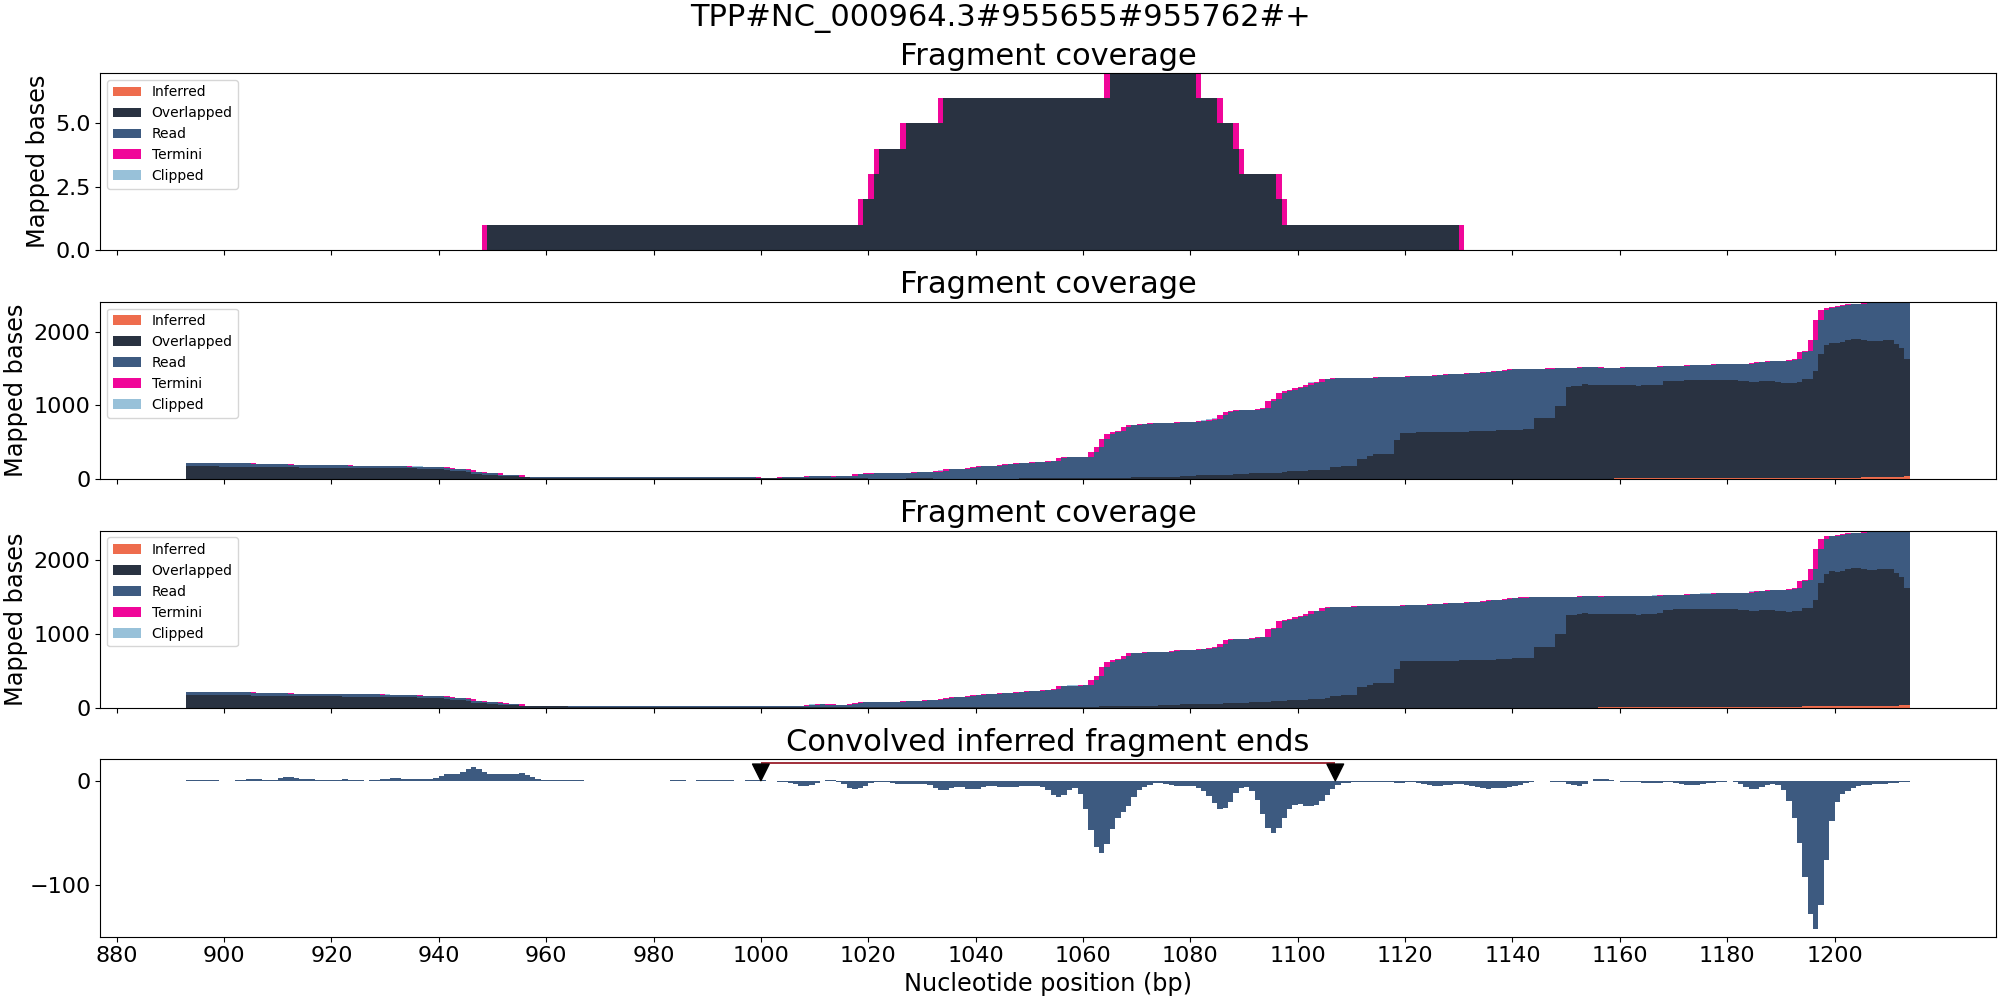 TPP#NC_000964.3#955655#955762#+
Fragment coverage
Mapped bases
5.0
2.5
0.0
Inferred
Overlapped
Read
Termini
Clipped
Fragment coverage
Mapped bases
2000
1000
0
Inferred
Overlapped
Read
Termini
Clipped
Fragment coverage
Mapped bases
2000
1000
0
Inferred
Overlapped
Read
Termini
Clipped
Convolved inferred fragment ends
0
−100
880 900 920 940 960 980 1000 1020 1040 1060 1080 1100 1120 1140 1160 1180 1200
Nucleotide position (bp)